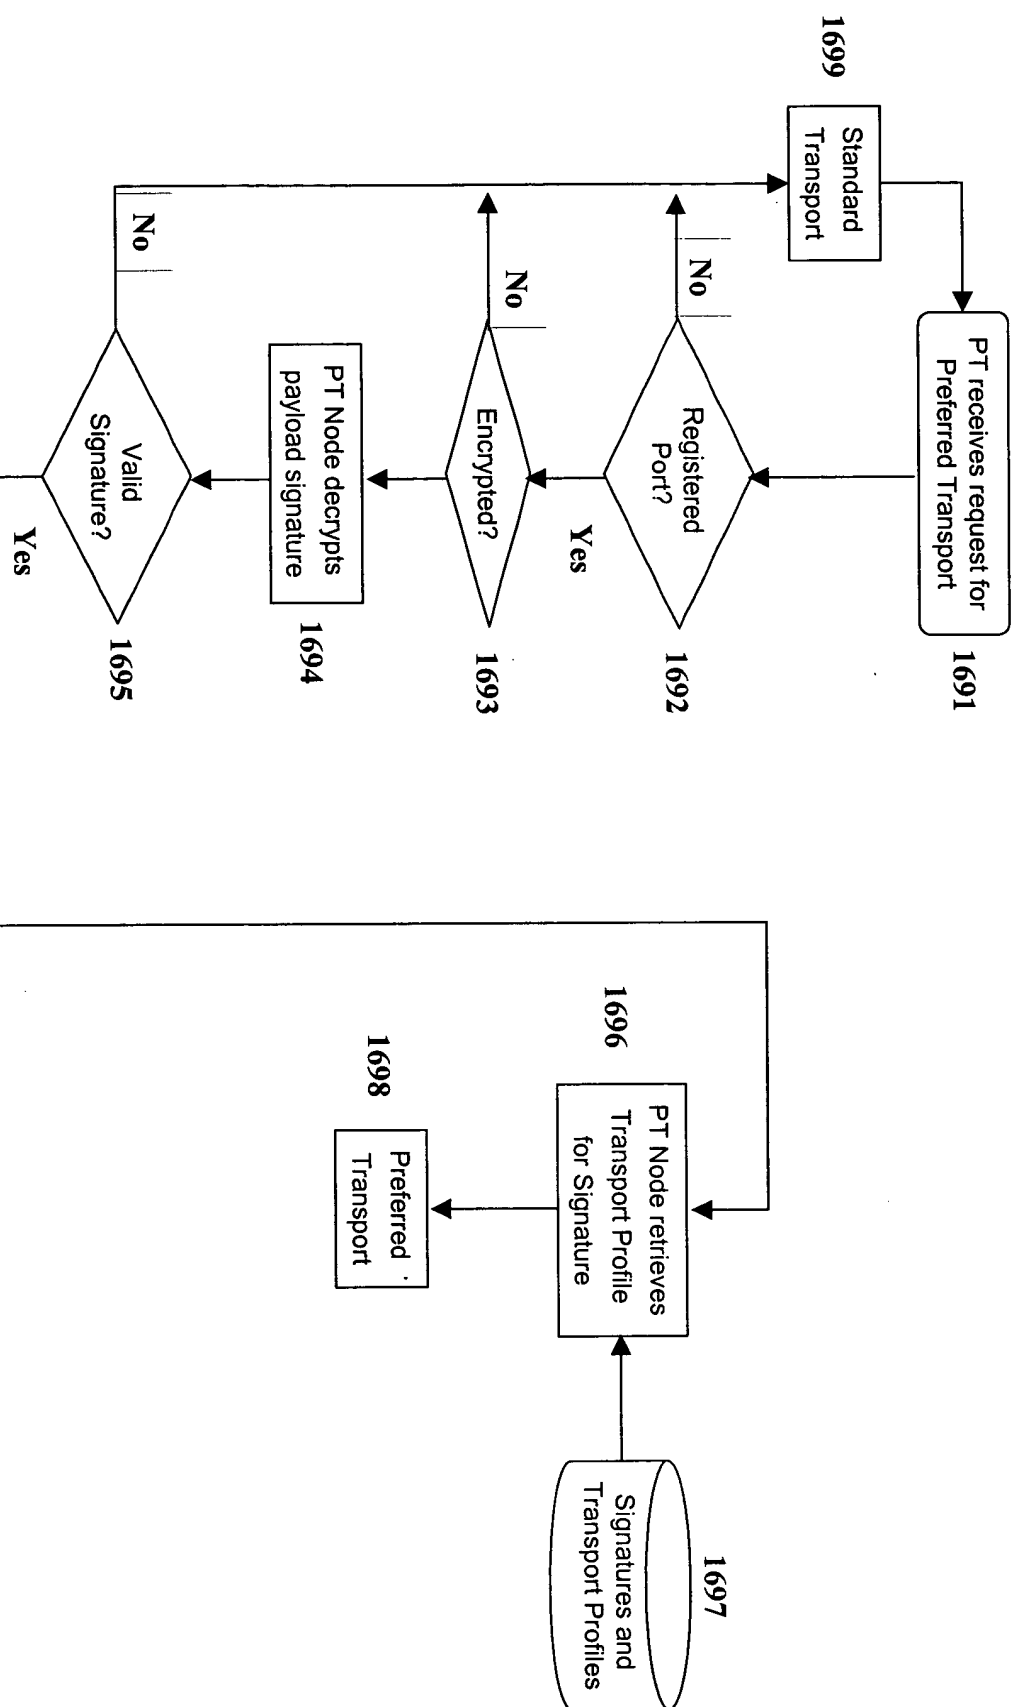 1699
Standard
Transport
PT receives request for
Preferred Transport
1691
No
Registered
Port?
1692
Yes
No
Encrypted?
1693
PT Node decrypts
payload signature
1694
No
Valid
Signature?
1695
Yes
1696
PT Node retrieves
Transport Profile
for Signature
1697
Signatures and
Transport Profiles
1698
Preferred
Transport